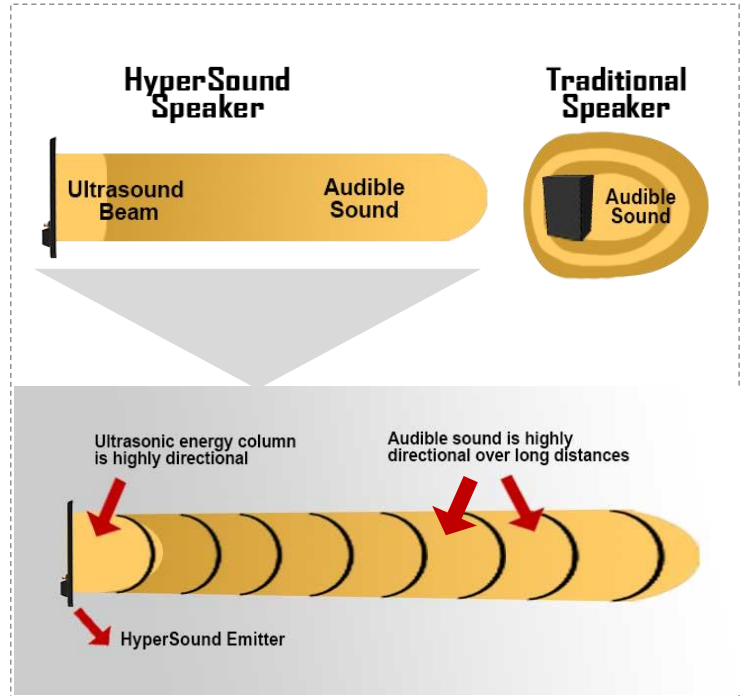 HyperSound
Speaker
Traditional
Speaker
Ultrasound
Beam
Audible
Sound
Audible
Sound
Ultrasonic energy column
is highly directional
Audible sound is highly
directional over long distances
HyperSound Emitter